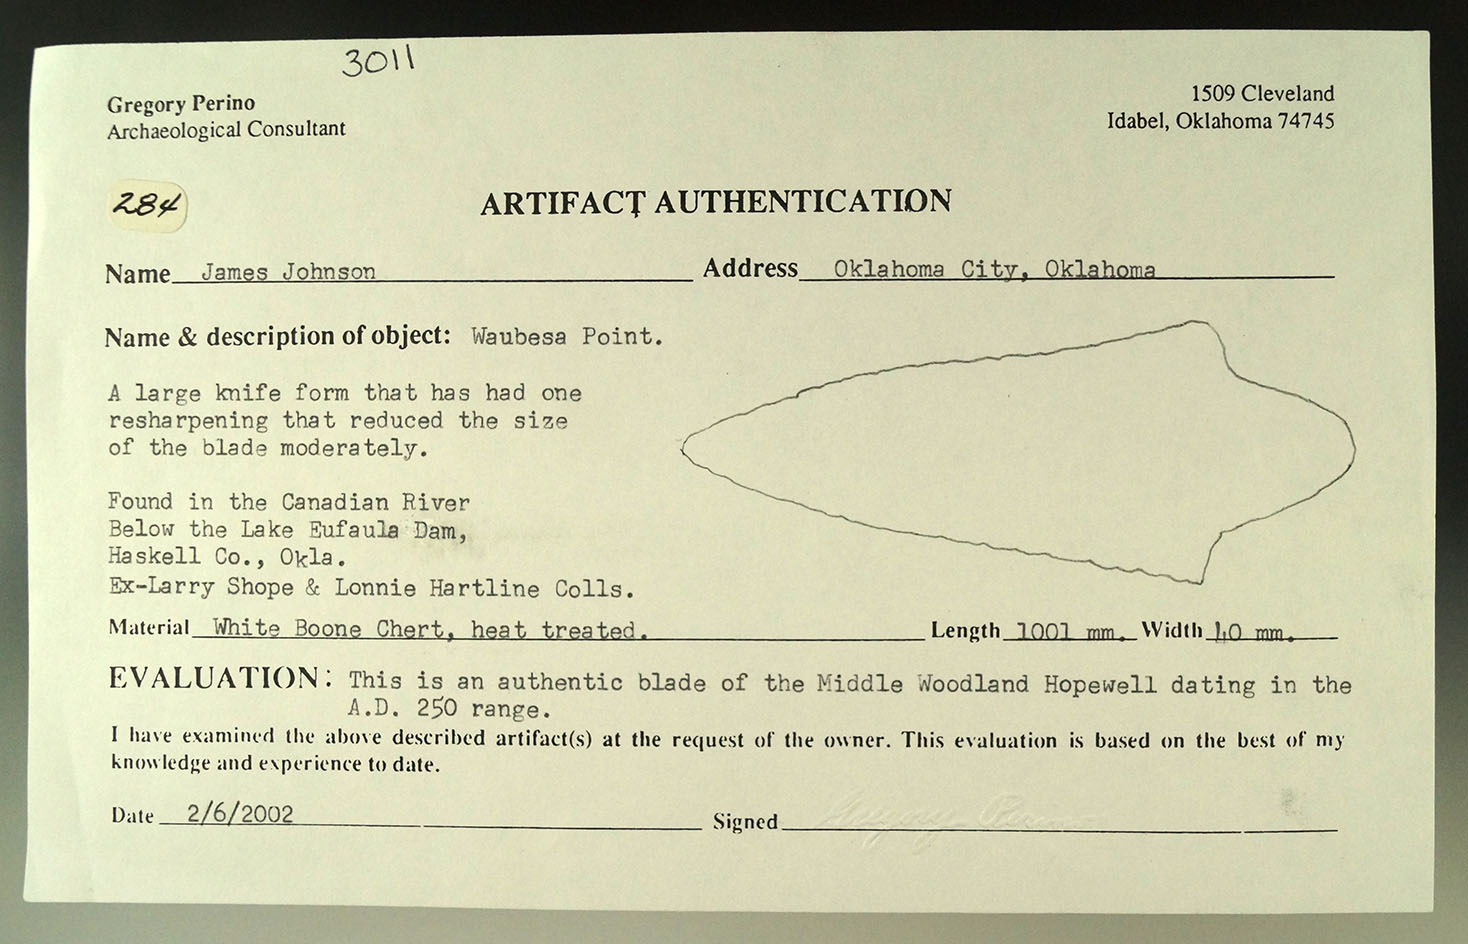 3011
Gregory Perino
Archaeological Consultant
1509 Cleveland
Idabel, Oklahoma 74745
284
ARTIFACT AUTHENTICATION
Name James Johnson Address Oklahoma City, Oklahoma
Name & description of object: Waubesa Point.
A large knife form that has had one
resharpening that reduced the size
of the blade moderately.
Found in the Canadian River
Below the Lake Eufaula Dam,
Haskell Co., Okla.
Ex-Larry Shope & Lonnie Hartline Colls.
Material White Boone Chert, heat treated. Length 1001 mm. Width 40 mm.
EVALUATION: This is an authentic blade of the Middle Woodland Hopewell dating in the
A.D. 250 range.
I have examined the above described artifact(s) at the request of the owner. This evaluation is based on the best of my
knowledge and experience to date.
Date 2/6/2002 Signed Gregory Perino